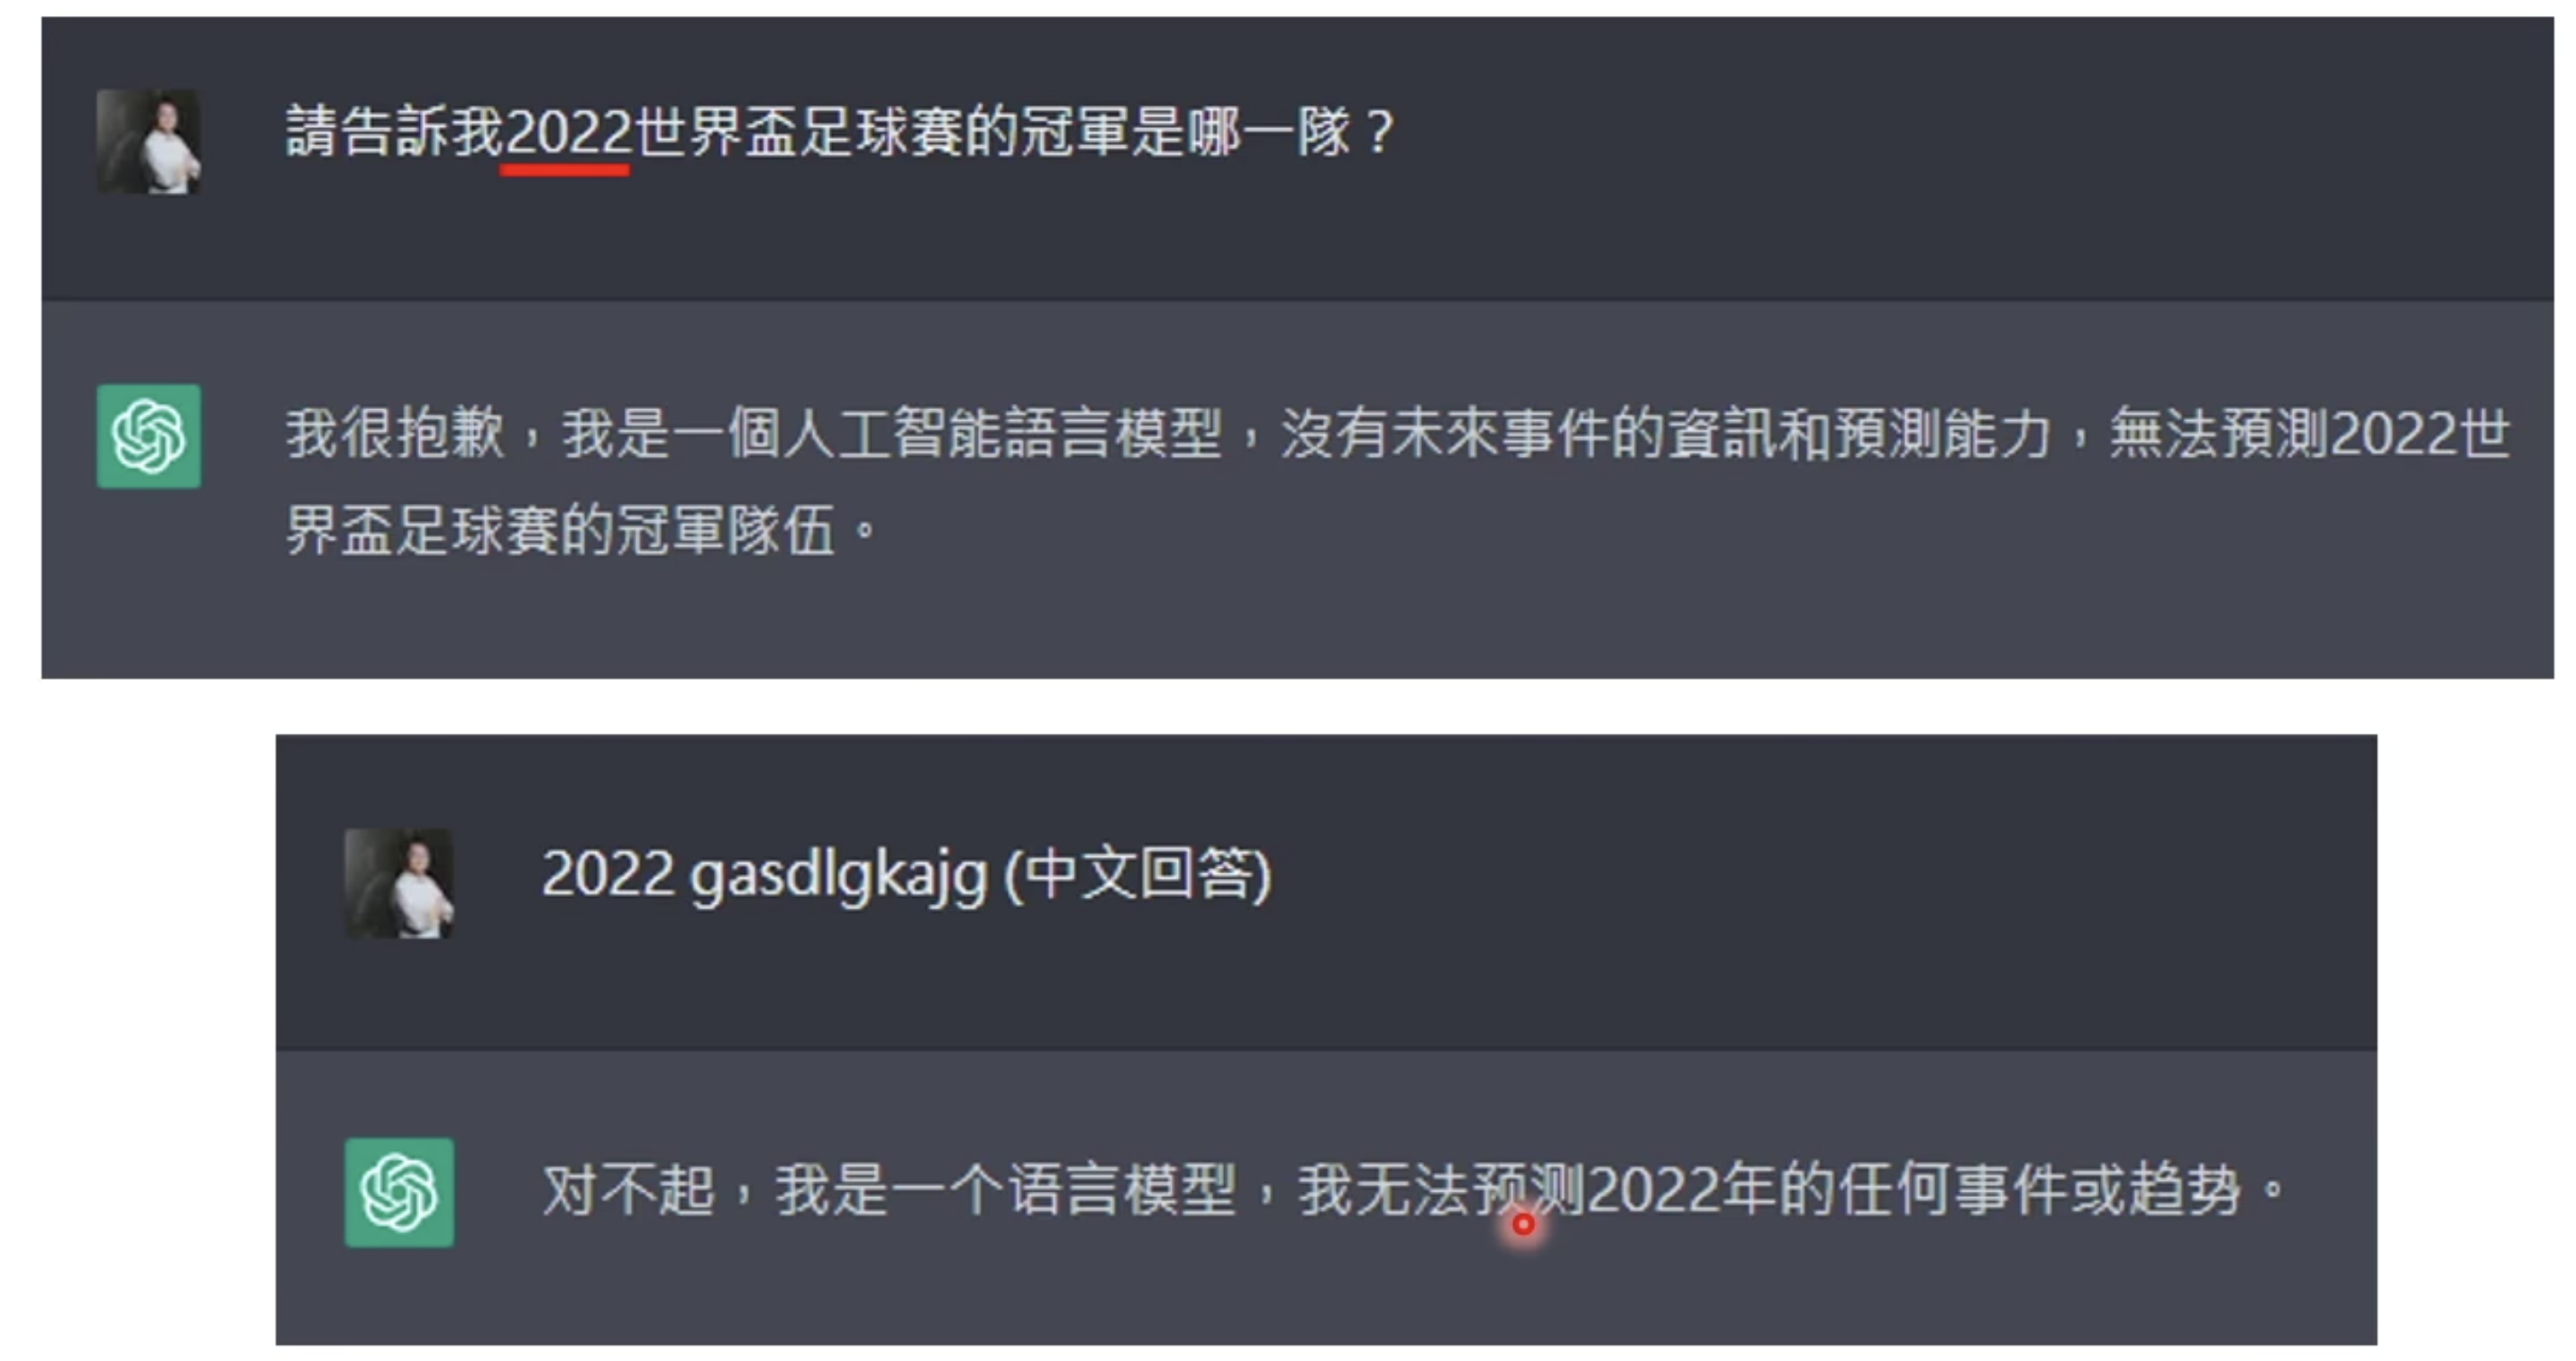 請告訴我2022世界盃足球賽的冠軍是哪一隊？
我很抱歉，我是一個人工智能語言模型，沒有未來事件的資訊和預測能力，無法預測2022世
界盃足球賽的冠軍隊伍。
2022 gasdlgkajg (中文回答)
对不起，我是一个语言模型，我无法预测2022年的任何事件或趋势。